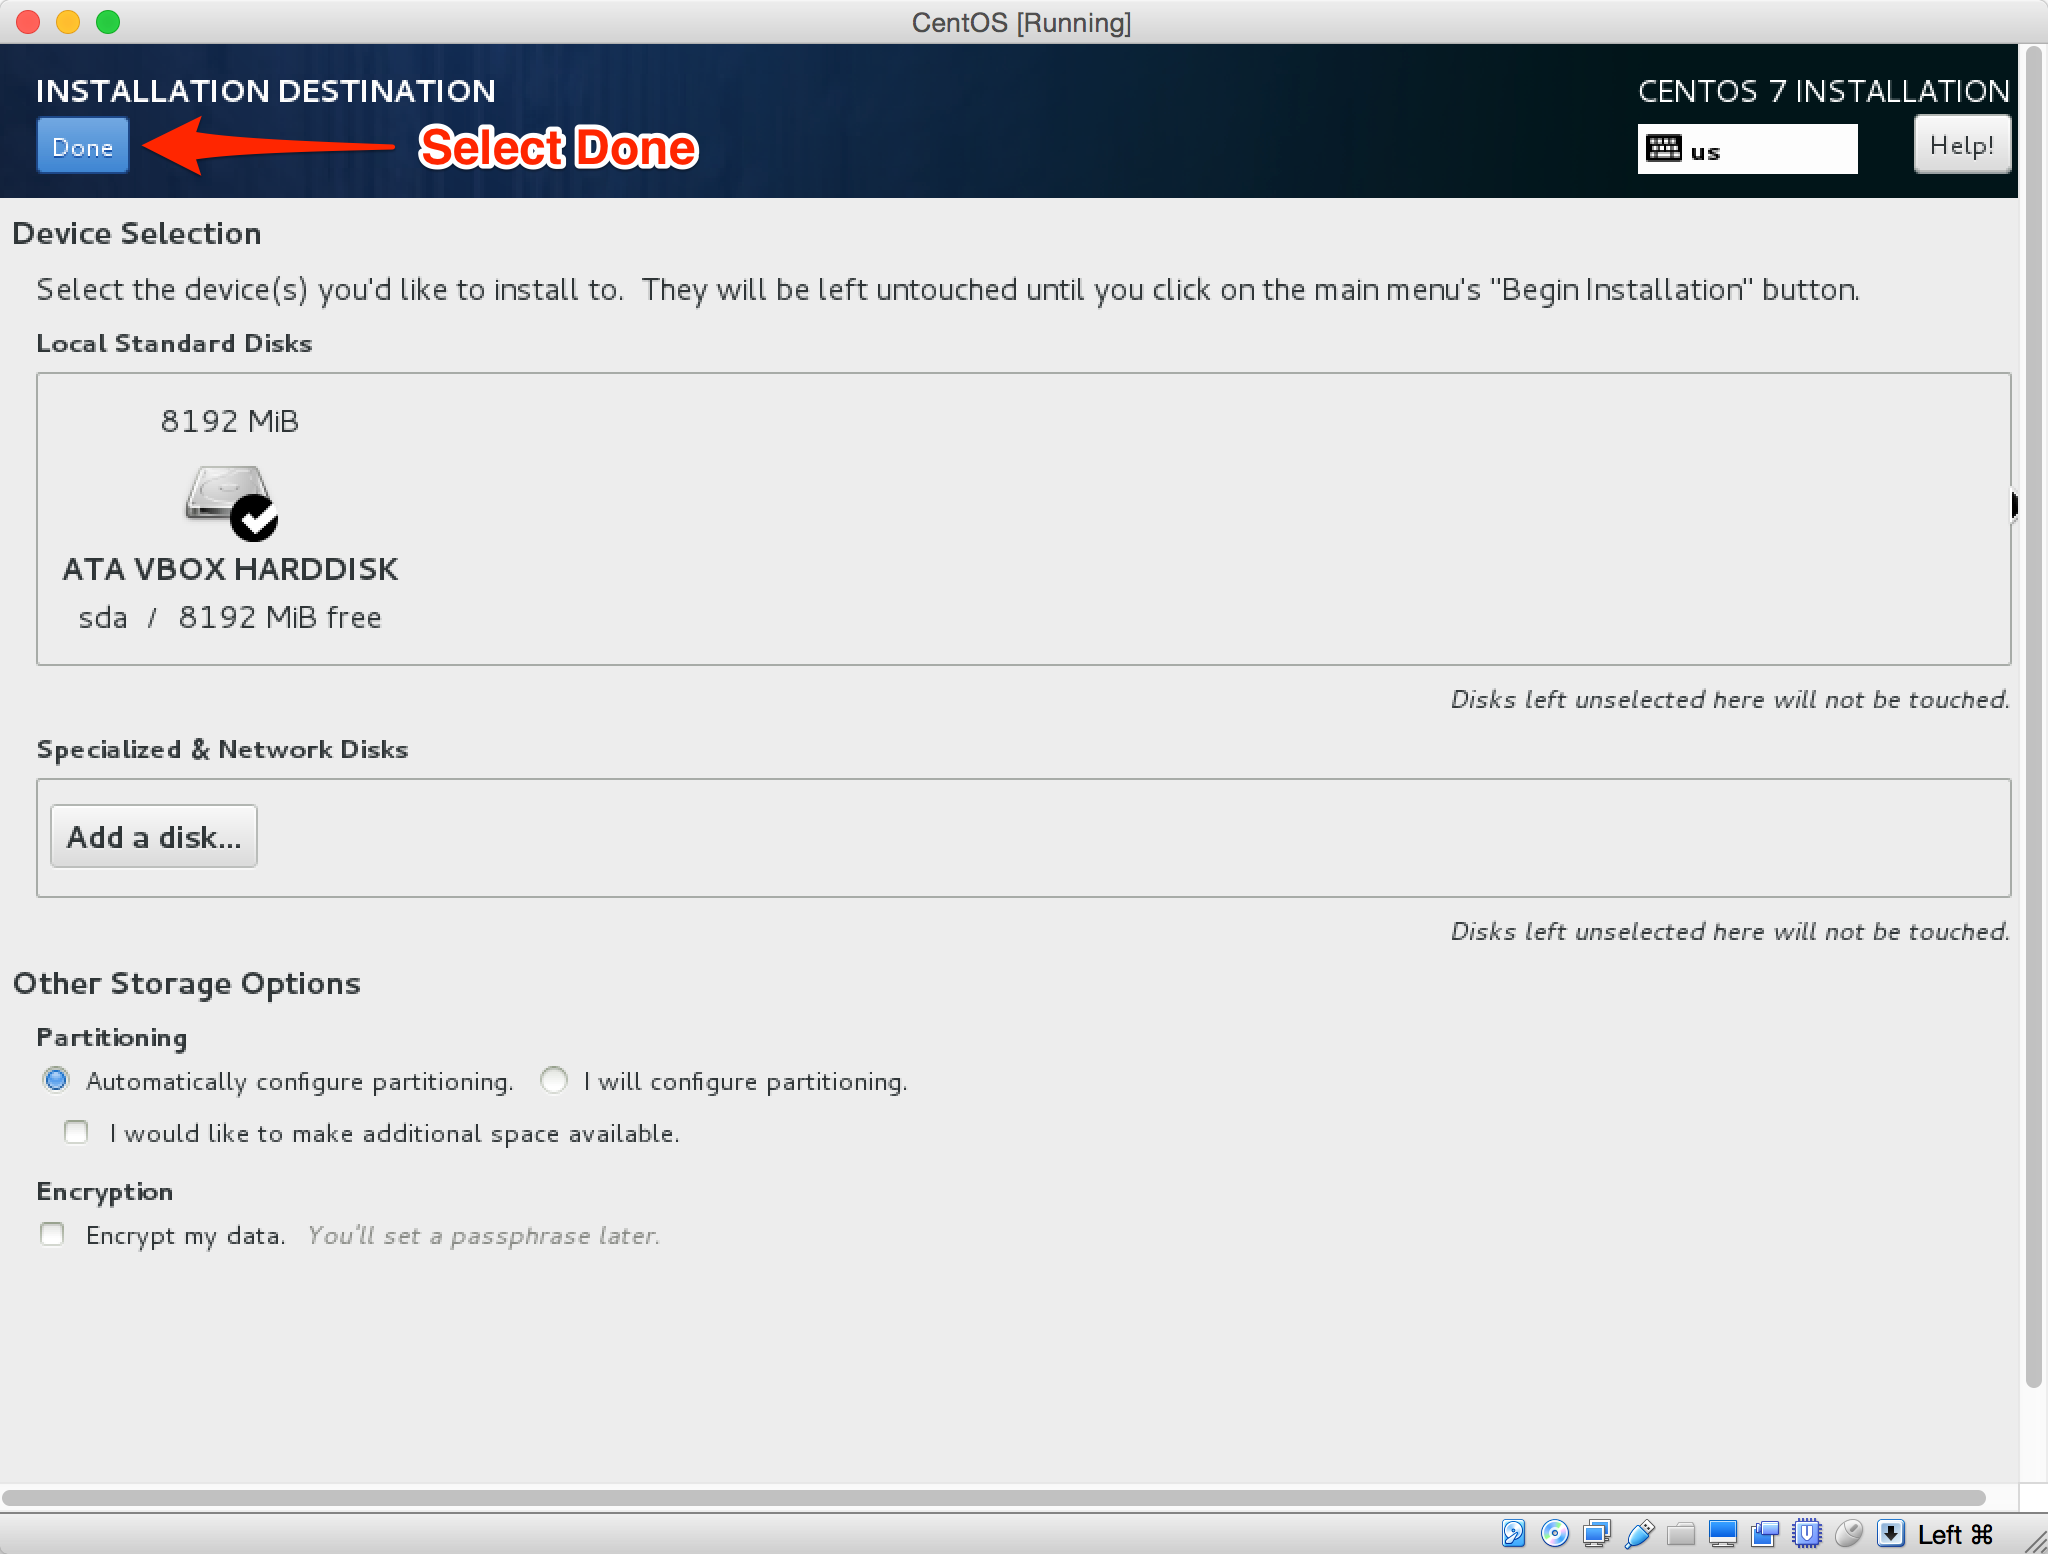 CentOS [Running]
INSTALLATION DESTINATION
CENTOS 7 INSTALLATION
Done
Select Done
us
Help!
Device Selection
Select the device(s) you'd like to install to.  They will be left untouched until you click on the main menu's "Begin Installation" button.
Local Standard Disks
8192 MiB
ATA VBOX HARDDISK
sda / 8192 MiB free
Disks left unselected here will not be touched.
Specialized & Network Disks
Add a disk...
Disks left unselected here will not be touched.
Other Storage Options
Partitioning
Automatically configure partitioning. I will configure partitioning.
I would like to make additional space available.
Encryption
Encrypt my data. You'll set a passphrase later.
Left ⌘